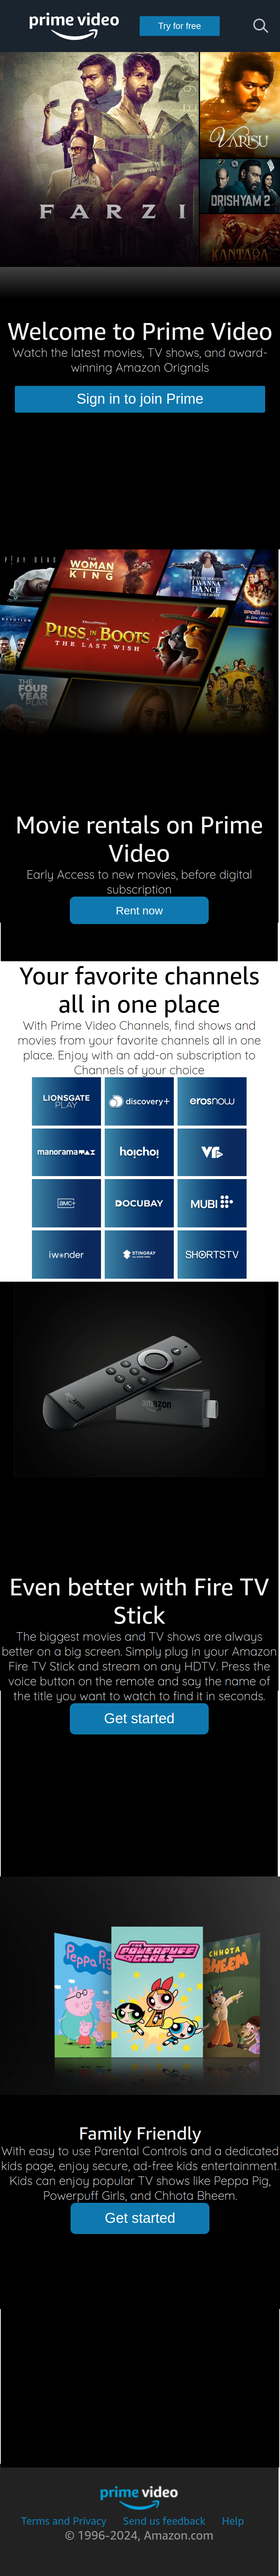 prime video
Try for free
FARZI
VARISU
DRISHYAM 2
KANTARA
Welcome to Prime Video
Watch the latest movies, TV shows, and award-
winning Amazon Orignals
Sign in to join Prime
PLAY DEAD
THE
WOMAN
KING
I WANNA
DANCE
DEVOTION
PUSS IN BOOTS
THE LAST WISH
THE
FOUR
YEAR
PLAN
Movie rentals on Prime
Video
Early Access to new movies, before digital
subscription
Rent now
Your favorite channels
all in one place
With Prime Video Channels, find shows and
movies from your favorite channels all in one
place. Enjoy with an add-on subscription to
Channels of your choice
LIONSGATE
PLAY
discovery+
erosnow
manorama MAX
hoichoi
VR
amc+
DOCUBAY
MUBI
iwonder
STINGRAY
SHORTSTV
amazon
amazon
Even better with Fire TV
Stick
The biggest movies and TV shows are always
better on a big screen. Simply plug in your Amazon
Fire TV Stick and stream on any HDTV. Press the
voice button on the remote and say the name of
the title you want to watch to find it in seconds.
Get started
Peppa Pig
THE POWERPUFF GIRLS
CHHOTA
BHEEM
Family Friendly
With easy to use Parental Controls and a dedicated
kids page, enjoy secure, ad-free kids entertainment.
Kids can enjoy popular TV shows like Peppa Pig,
Powerpuff Girls, and Chhota Bheem.
Get started
prime video
Terms and Privacy Send us feedback Help
© 1996-2024, Amazon.com